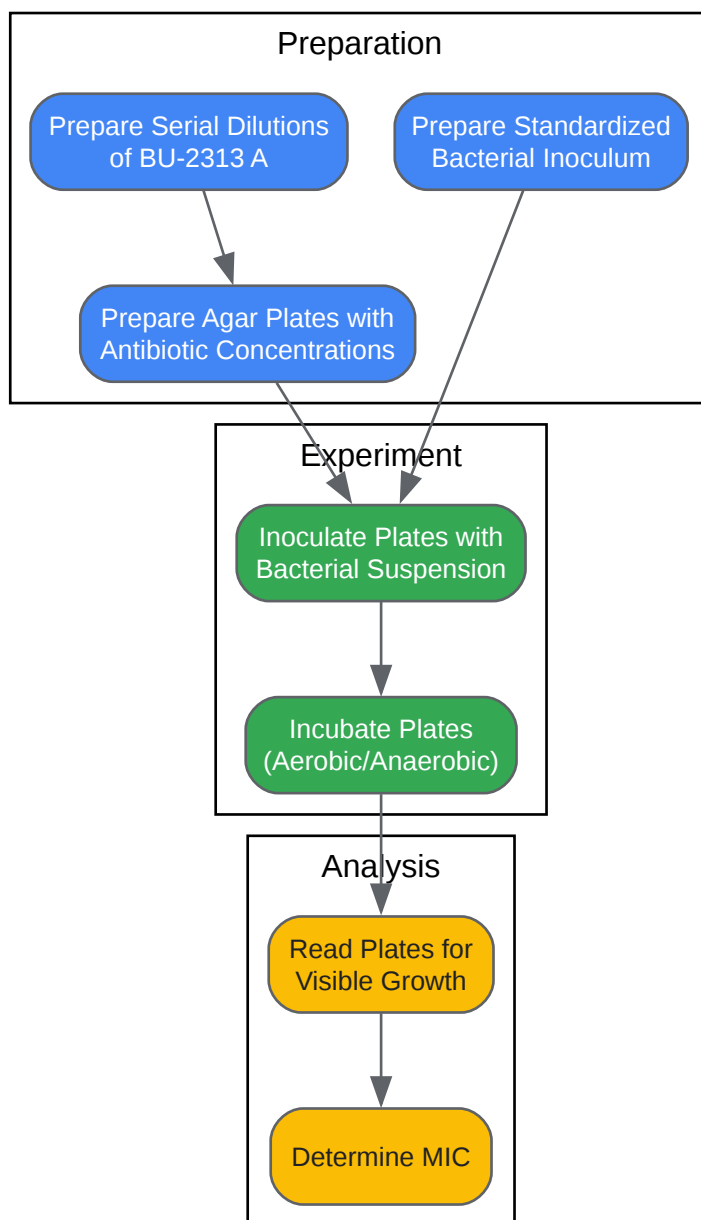 Preparation
Prepare Serial Dilutions
of BU-2313 A
Prepare Standardized
Bacterial Inoculum
Prepare Agar Plates with
Antibiotic Concentrations
Experiment
Inoculate Plates with
Bacterial Suspension
Incubate Plates
(Aerobic/Anaerobic)
Analysis
Read Plates for
Visible Growth
Determine MIC